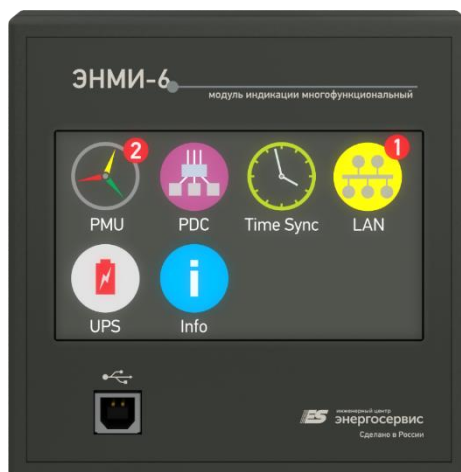 ЭНМИ-6
модуль индикации многофункциональный
2
1
PMU
PDC
Time Sync
LAN
UPS
i
Info
ES
инженерный центр
энергосервис
Сделано в России